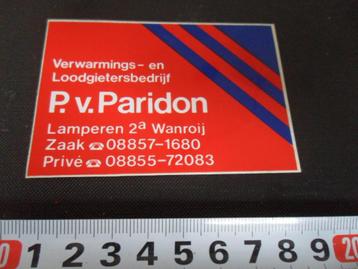 Verwarmings- en
Loodgietersbedrijf
P. v. Paridon
Lamperen 2a Wanroij
Zaak ☎ 08857-1680
Privé ☎ 08855-72083
0 1 2 3 4 5 6 7 8 9 20